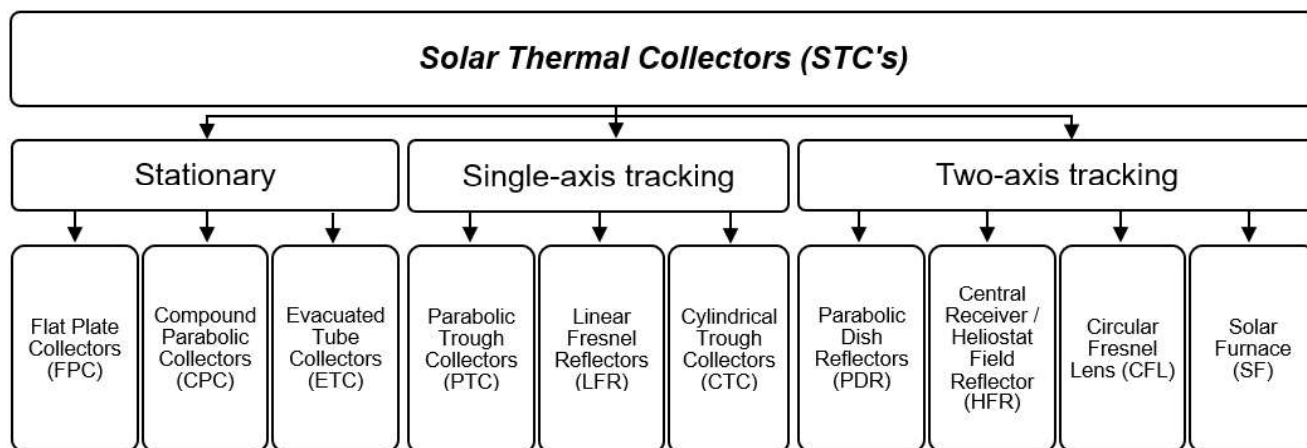 Solar Thermal Collectors (STC's)
Stationary
Single-axis tracking
Two-axis tracking
Flat Plate
Collectors
(FPC)
Compound
Parabolic
Collectors
(CPC)
Evacuated
Tube
Collectors
(ETC)
Parabolic
Trough
Collectors
(PTC)
Linear
Fresnel
Reflectors
(LFR)
Cylindrical
Trough
Collectors
(CTC)
Parabolic
Dish
Reflectors
(PDR)
Central
Receiver /
Heliostat
Field
Reflector
(HFR)
Circular
Fresnel
Lens (CFL)
Solar
Furnace
(SF)